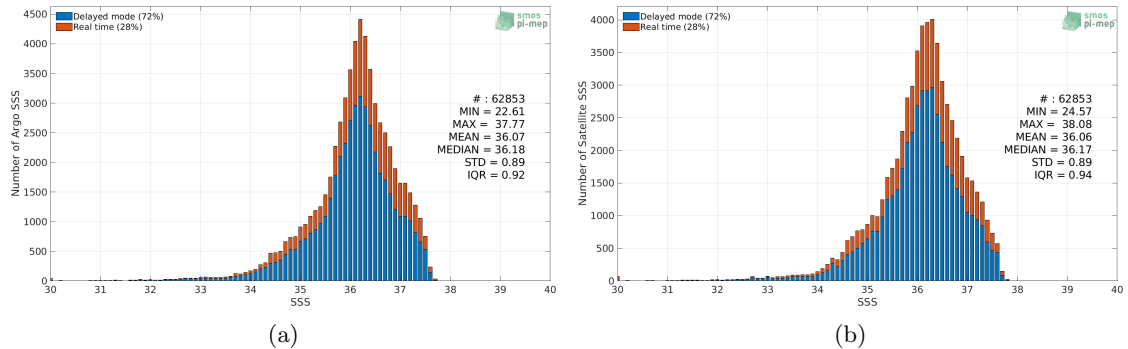 Delayed mode (72%)
Real time (28%)
smos
pi-mep
Number of Argo SSS
4500
4000
3500
3000
2500
2000
1500
1000
500
0
# : 62853
MIN = 22.61
MAX = 37.77
MEAN = 36.07
MEDIAN = 36.18
STD = 0.89
IQR = 0.92
30 31 32 33 34 35 36 37 38 39 40
SSS
(a)
Delayed mode (72%)
Real time (28%)
smos
pi-mep
Number of Satellite SSS
4000
3500
3000
2500
2000
1500
1000
500
0
# : 62853
MIN = 24.57
MAX = 38.08
MEAN = 36.06
MEDIAN = 36.17
STD = 0.89
IQR = 0.94
30 31 32 33 34 35 36 37 38 39 40
SSS
(b)